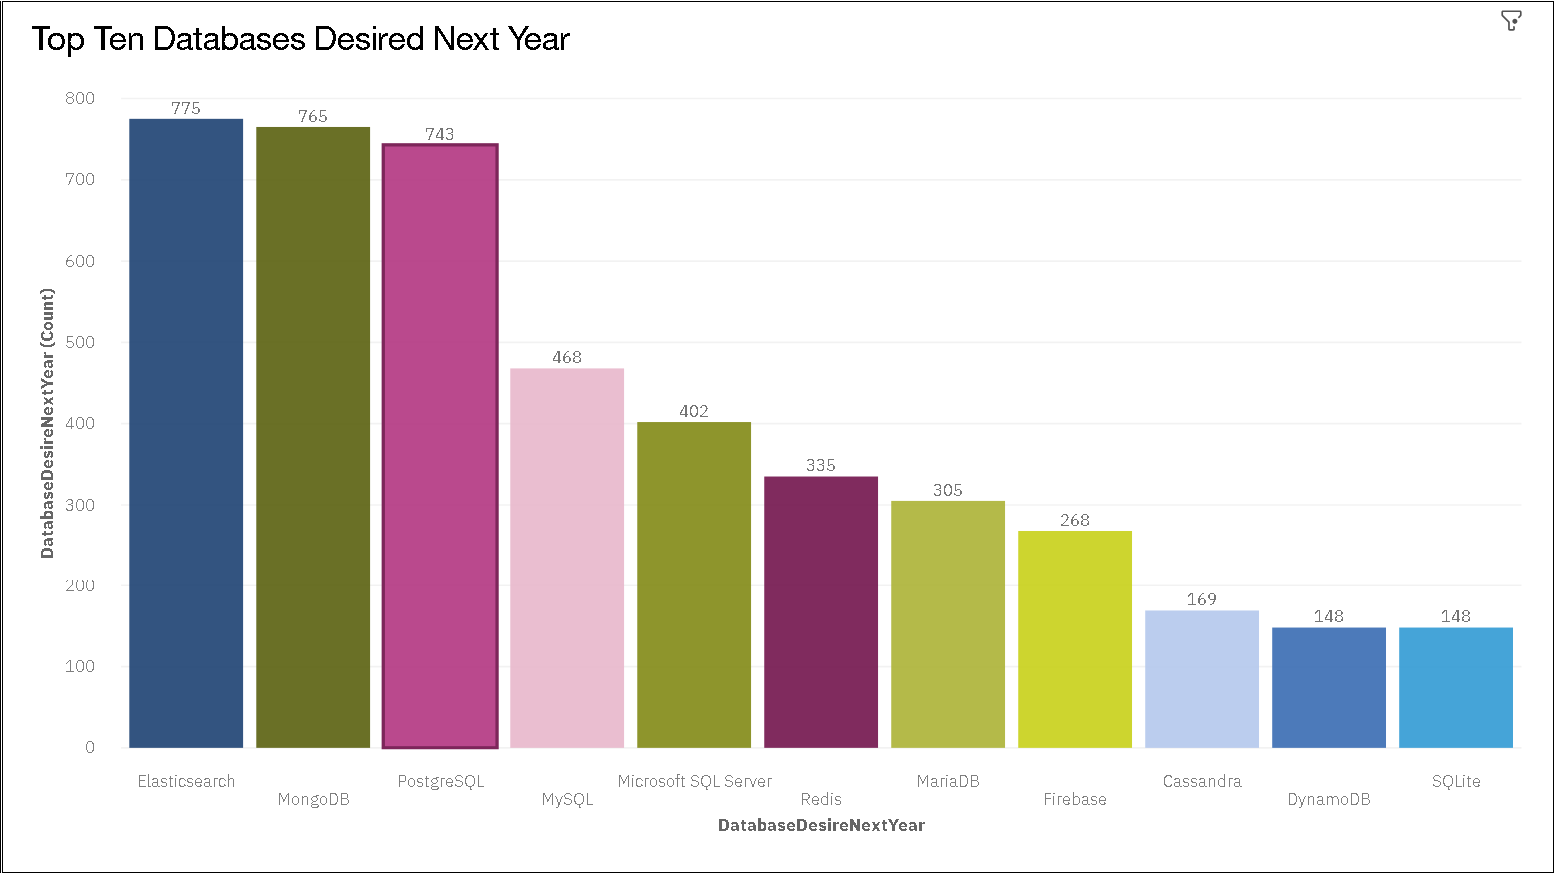 Top Ten Databases Desired Next Year
DatabaseDesireNextYear (Count)
800
700
600
500
400
300
200
100
0
775
765
743
468
402
335
305
268
169
148
148
Elasticsearch
MongoDB
PostgreSQL
MySQL
Microsoft SQL Server
Redis
MariaDB
Firebase
Cassandra
DynamoDB
SQLite
DatabaseDesireNextYear